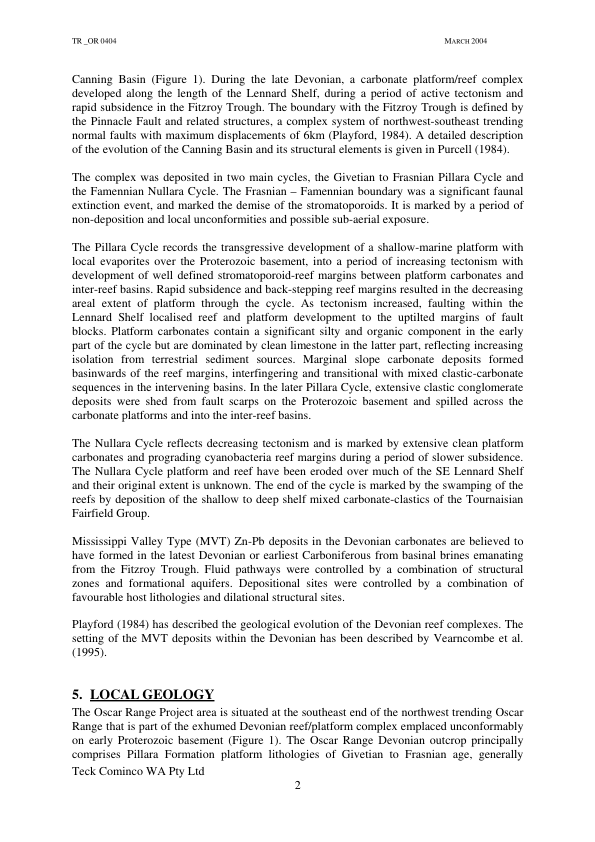 TR _OR 0404 MARCH 2004
Canning Basin (Figure 1). During the late Devonian, a carbonate platform/reef complex
developed along the length of the Lennard Shelf, during a period of active tectonism and
rapid subsidence in the Fitzroy Trough. The boundary with the Fitzroy Trough is defined by
the Pinnacle Fault and related structures, a complex system of northwest-southeast trending
normal faults with maximum displacements of 6km (Playford, 1984). A detailed description
of the evolution of the Canning Basin and its structural elements is given in Purcell (1984).
The complex was deposited in two main cycles, the Givetian to Frasnian Pillara Cycle and
the Famennian Nullara Cycle. The Frasnian – Famennian boundary was a significant faunal
extinction event, and marked the demise of the stromatoporoids. It is marked by a period of
non-deposition and local unconformities and possible sub-aerial exposure.
The Pillara Cycle records the transgressive development of a shallow-marine platform with
local evaporites over the Proterozoic basement, into a period of increasing tectonism with
development of well defined stromatoporoid-reef margins between platform carbonates and
inter-reef basins. Rapid subsidence and back-stepping reef margins resulted in the decreasing
areal extent of platform through the cycle. As tectonism increased, faulting within the
Lennard Shelf localised reef and platform development to the uptilted margins of fault
blocks. Platform carbonates contain a significant silty and organic component in the early
part of the cycle but are dominated by clean limestone in the latter part, reflecting increasing
isolation from terrestrial sediment sources. Marginal slope carbonate deposits formed
basinwards of the reef margins, interfingering and transitional with mixed clastic-carbonate
sequences in the intervening basins. In the later Pillara Cycle, extensive clastic conglomerate
deposits were shed from fault scarps on the Proterozoic basement and spilled across the
carbonate platforms and into the inter-reef basins.
The Nullara Cycle reflects decreasing tectonism and is marked by extensive clean platform
carbonates and prograding cyanobacteria reef margins during a period of slower subsidence.
The Nullara Cycle platform and reef have been eroded over much of the SE Lennard Shelf
and their original extent is unknown. The end of the cycle is marked by the swamping of the
reefs by deposition of the shallow to deep shelf mixed carbonate-clastics of the Tournaisian
Fairfield Group.
Mississippi Valley Type (MVT) Zn-Pb deposits in the Devonian carbonates are believed to
have formed in the latest Devonian or earliest Carboniferous from basinal brines emanating
from the Fitzroy Trough. Fluid pathways were controlled by a combination of structural
zones and formational aquifers. Depositional sites were controlled by a combination of
favourable host lithologies and dilational structural sites.
Playford (1984) has described the geological evolution of the Devonian reef complexes. The
setting of the MVT deposits within the Devonian has been described by Vearncombe et al.
(1995).
5. LOCAL GEOLOGY
The Oscar Range Project area is situated at the southeast end of the northwest trending Oscar
Range that is part of the exhumed Devonian reef/platform complex emplaced unconformably
on early Proterozoic basement (Figure 1). The Oscar Range Devonian outcrop principally
comprises Pillara Formation platform lithologies of Givetian to Frasnian age, generally
Teck Cominco WA Pty Ltd
2